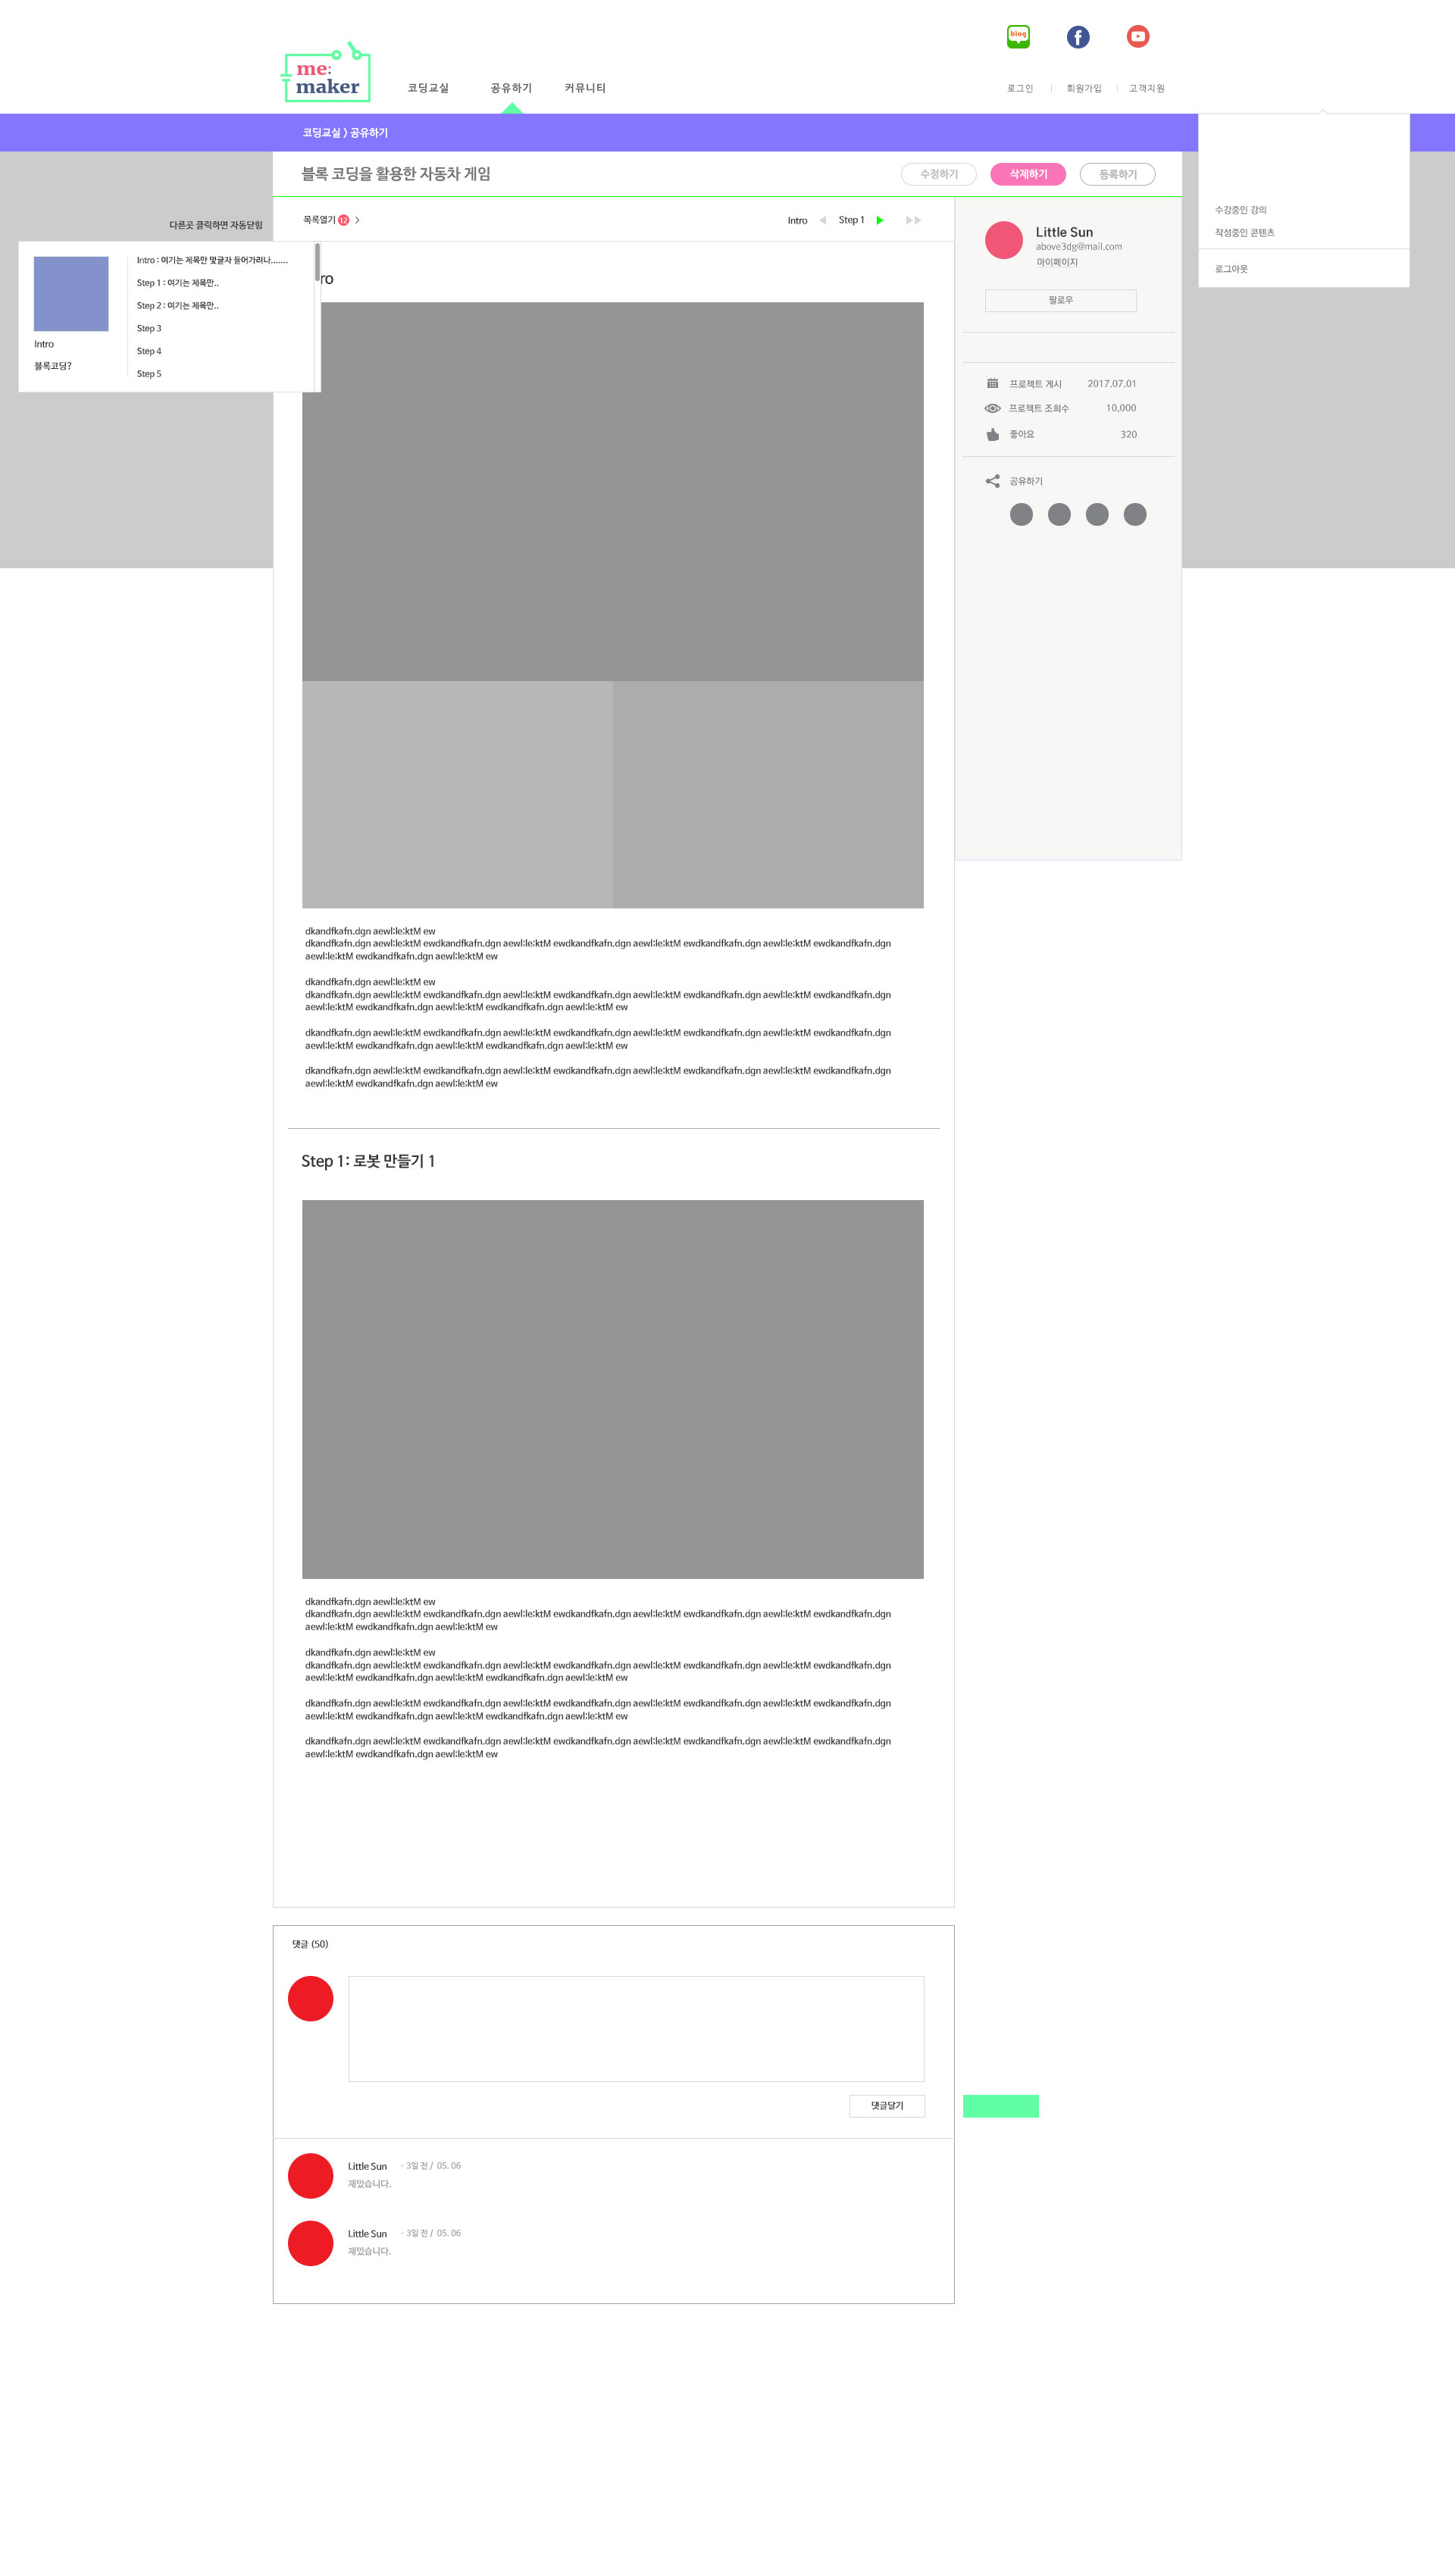 blog
me:
maker
코딩교실 공유하기 커뮤니티
로그인 회원가입 고객지원
코딩교실 > 공유하기
블록 코딩을 활용한 자동차 게임
수정하기 삭제하기 등록하기
다른곳 클릭하면 자동닫힘
목록열기 12 >
Intro Step 1
Intro : 여기는 제목만 몇글자 들어가려나.......
Step 1 : 여기는 제목만..
Step 2 : 여기는 제목만..
Step 3
Step 4
Step 5
Intro
블록코딩?
ro
Little Sun
above3dg@mail.com
마이페이지
팔로우
프로젝트 게시 2017.07.01
프로젝트 조회수 10,000
좋아요 320
공유하기
수강중인 강의
작성중인 콘텐츠
로그아웃
dkandfkafn.dgn aewl;le;ktM ew
dkandfkafn.dgn aewl;le;ktM ewdkandfkafn.dgn aewl;le;ktM ewdkandfkafn.dgn aewl;le;ktM ewdkandfkafn.dgn aewl;le;ktM ewdkandfkafn.dgn
aewl;le;ktM ewdkandfkafn.dgn aewl;le;ktM ew
dkandfkafn.dgn aewl;le;ktM ew
dkandfkafn.dgn aewl;le;ktM ewdkandfkafn.dgn aewl;le;ktM ewdkandfkafn.dgn aewl;le;ktM ewdkandfkafn.dgn aewl;le;ktM ewdkandfkafn.dgn
aewl;le;ktM ewdkandfkafn.dgn aewl;le;ktM ewdkandfkafn.dgn aewl;le;ktM ew
dkandfkafn.dgn aewl;le;ktM ewdkandfkafn.dgn aewl;le;ktM ewdkandfkafn.dgn aewl;le;ktM ewdkandfkafn.dgn aewl;le;ktM ewdkandfkafn.dgn
aewl;le;ktM ewdkandfkafn.dgn aewl;le;ktM ewdkandfkafn.dgn aewl;le;ktM ew
dkandfkafn.dgn aewl;le;ktM ewdkandfkafn.dgn aewl;le;ktM ewdkandfkafn.dgn aewl;le;ktM ewdkandfkafn.dgn aewl;le;ktM ewdkandfkafn.dgn
aewl;le;ktM ewdkandfkafn.dgn aewl;le;ktM ew
Step 1: 로봇 만들기 1
dkandfkafn.dgn aewl;le;ktM ew
dkandfkafn.dgn aewl;le;ktM ewdkandfkafn.dgn aewl;le;ktM ewdkandfkafn.dgn aewl;le;ktM ewdkandfkafn.dgn aewl;le;ktM ewdkandfkafn.dgn
aewl;le;ktM ewdkandfkafn.dgn aewl;le;ktM ew
dkandfkafn.dgn aewl;le;ktM ew
dkandfkafn.dgn aewl;le;ktM ewdkandfkafn.dgn aewl;le;ktM ewdkandfkafn.dgn aewl;le;ktM ewdkandfkafn.dgn aewl;le;ktM ewdkandfkafn.dgn
aewl;le;ktM ewdkandfkafn.dgn aewl;le;ktM ewdkandfkafn.dgn aewl;le;ktM ew
dkandfkafn.dgn aewl;le;ktM ewdkandfkafn.dgn aewl;le;ktM ewdkandfkafn.dgn aewl;le;ktM ewdkandfkafn.dgn aewl;le;ktM ewdkandfkafn.dgn
aewl;le;ktM ewdkandfkafn.dgn aewl;le;ktM ewdkandfkafn.dgn aewl;le;ktM ew
dkandfkafn.dgn aewl;le;ktM ewdkandfkafn.dgn aewl;le;ktM ewdkandfkafn.dgn aewl;le;ktM ewdkandfkafn.dgn aewl;le;ktM ewdkandfkafn.dgn
aewl;le;ktM ewdkandfkafn.dgn aewl;le;ktM ew
댓글 (50)
댓글달기
Little Sun · 3일 전 / 05. 06
재밌습니다.
Little Sun · 3일 전 / 05. 06
재밌습니다.